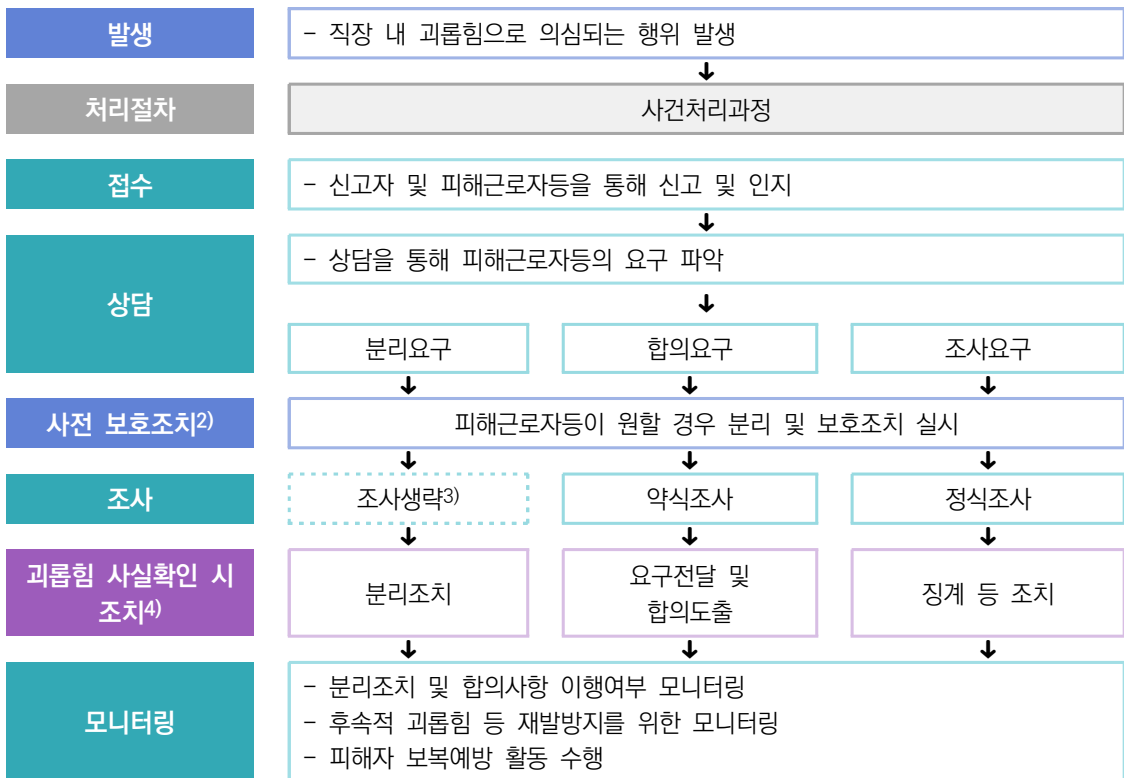 발생
- 직장 내 괴롭힘으로 의심되는 행위 발생
처리절차
사건처리과정
접수
- 신고자 및 피해근로자등을 통해 신고 및 인지
상담
- 상담을 통해 피해근로자등의 요구 파악
분리요구
합의요구
조사요구
사전 보호조치2)
피해근로자등이 원할 경우 분리 및 보호조치 실시
조사
조사생략3)
약식조사
정식조사
괴롭힘 사실확인 시
조치4)
분리조치
요구전달 및
합의도출
징계 등 조치
모니터링
- 분리조치 및 합의사항 이행여부 모니터링
- 후속적 괴롭힘 등 재발방지를 위한 모니터링
- 피해자 보복예방 활동 수행